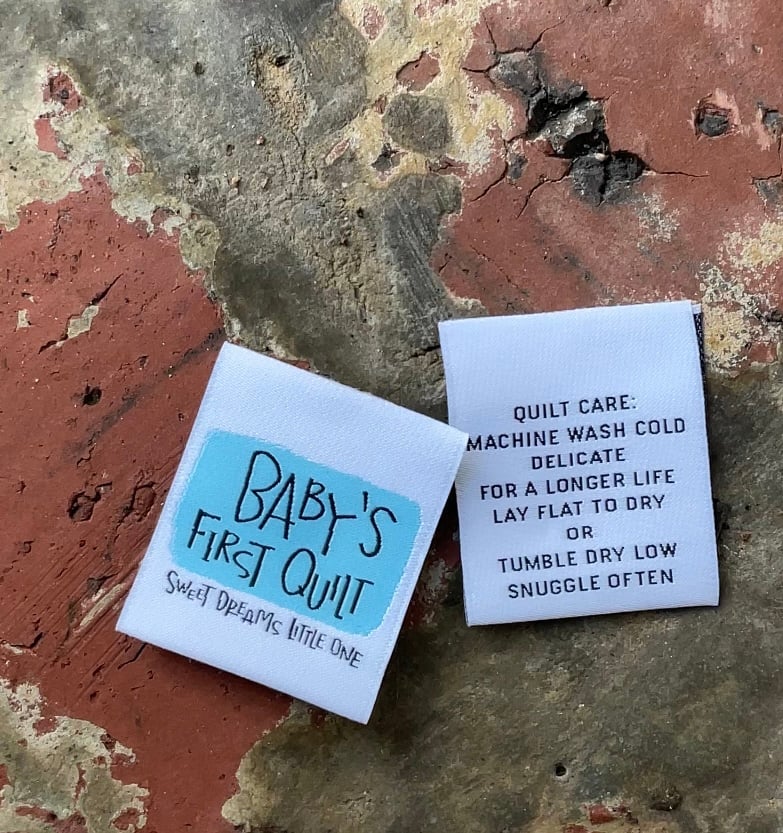 BABY'S
FIRST QUILT
SWEET DREAMS LITTLE ONE
QUILT CARE:
MACHINE WASH COLD
DELICATE
FOR A LONGER LIFE
LAY FLAT TO DRY
OR
TUMBLE DRY LOW
SNUGGLE OFTEN